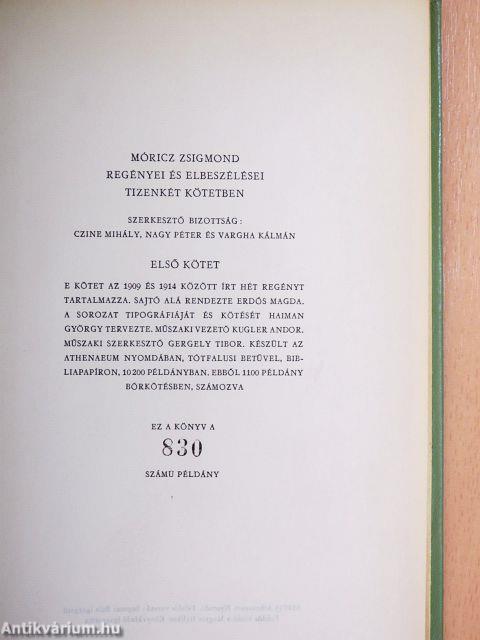 MÓRICZ ZSIGMOND
REGÉNYEI ÉS ELBESZÉLÉSEI
TIZENKÉT KÖTETBEN
SZERKESZTŐ BIZOTTSÁG:
CZINE MIHÁLY, NAGY PÉTER ÉS VARGHA KÁLMÁN
ELSŐ KÖTET
E KÖTET AZ 1909 ÉS 1914 KÖZÖTT ÍRT HÉT REGÉNYT
TARTALMAZZA. SAJTÓ ALÁ RENDEZTE ERDŐS MAGDA.
A SOROZAT TIPOGRÁFIÁJÁT ÉS KÖTÉSÉT HAIMAN
GYÖRGY TERVEZTE. MŰSZAKI VEZETŐ KUGLER ANDOR.
MŰSZAKI SZERKESZTŐ GERGELY TIBOR. KÉSZÜLT AZ
ATHENAEUM NYOMDÁBAN, TÓTFALUSI BETŰVEL, BIB-
LIAPAPÍRON, 10 200 PÉLDÁNYBAN. EBBŐL 1100 PÉLDÁNY
BŐRKÖTÉSBEN, SZÁMOZVA
EZ A KÖNYV A
830
SZÁMÚ PÉLDÁNY
Antikvárium.hu